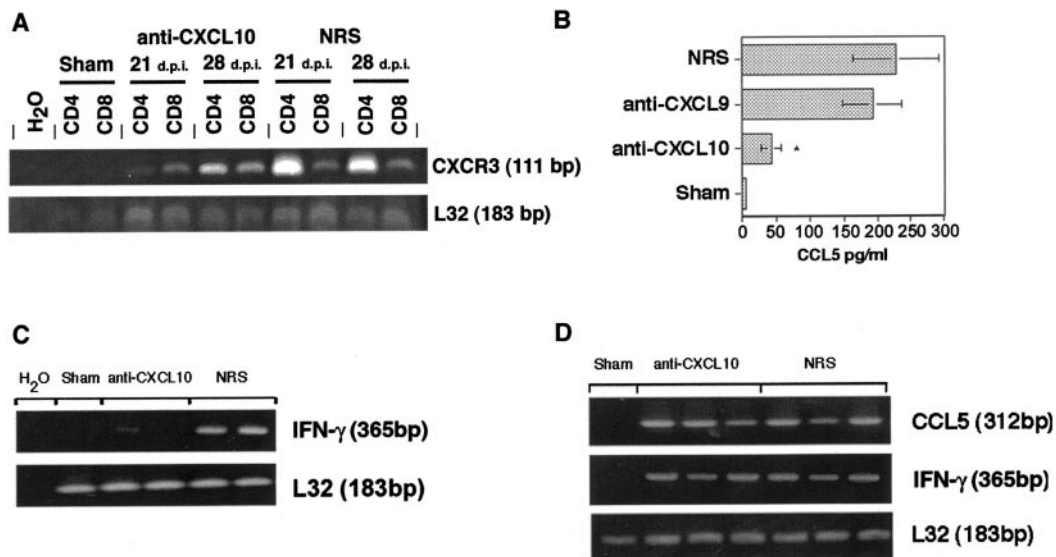 A
anti-CXCL10 NRS
Sham 21 d.p.i. 28 d.p.i. 21 d.p.i. 28 d.p.i.
H2O CD4 CD8 CD4 CD8 CD4 CD8 CD4 CD8 CD4 CD8
CXCR3 (111 bp)
L32 (183 bp)
B
NRS
anti-CXCL9
anti-CXCL10 *
Sham
0 50 100 150 200 250 300
CCL5 pg/ml
C
H2O Sham anti-CXCL10 NRS
IFN-γ (365bp)
L32 (183bp)
D
Sham anti-CXCL10 NRS
CCL5 (312bp)
IFN-γ (365bp)
L32 (183bp)